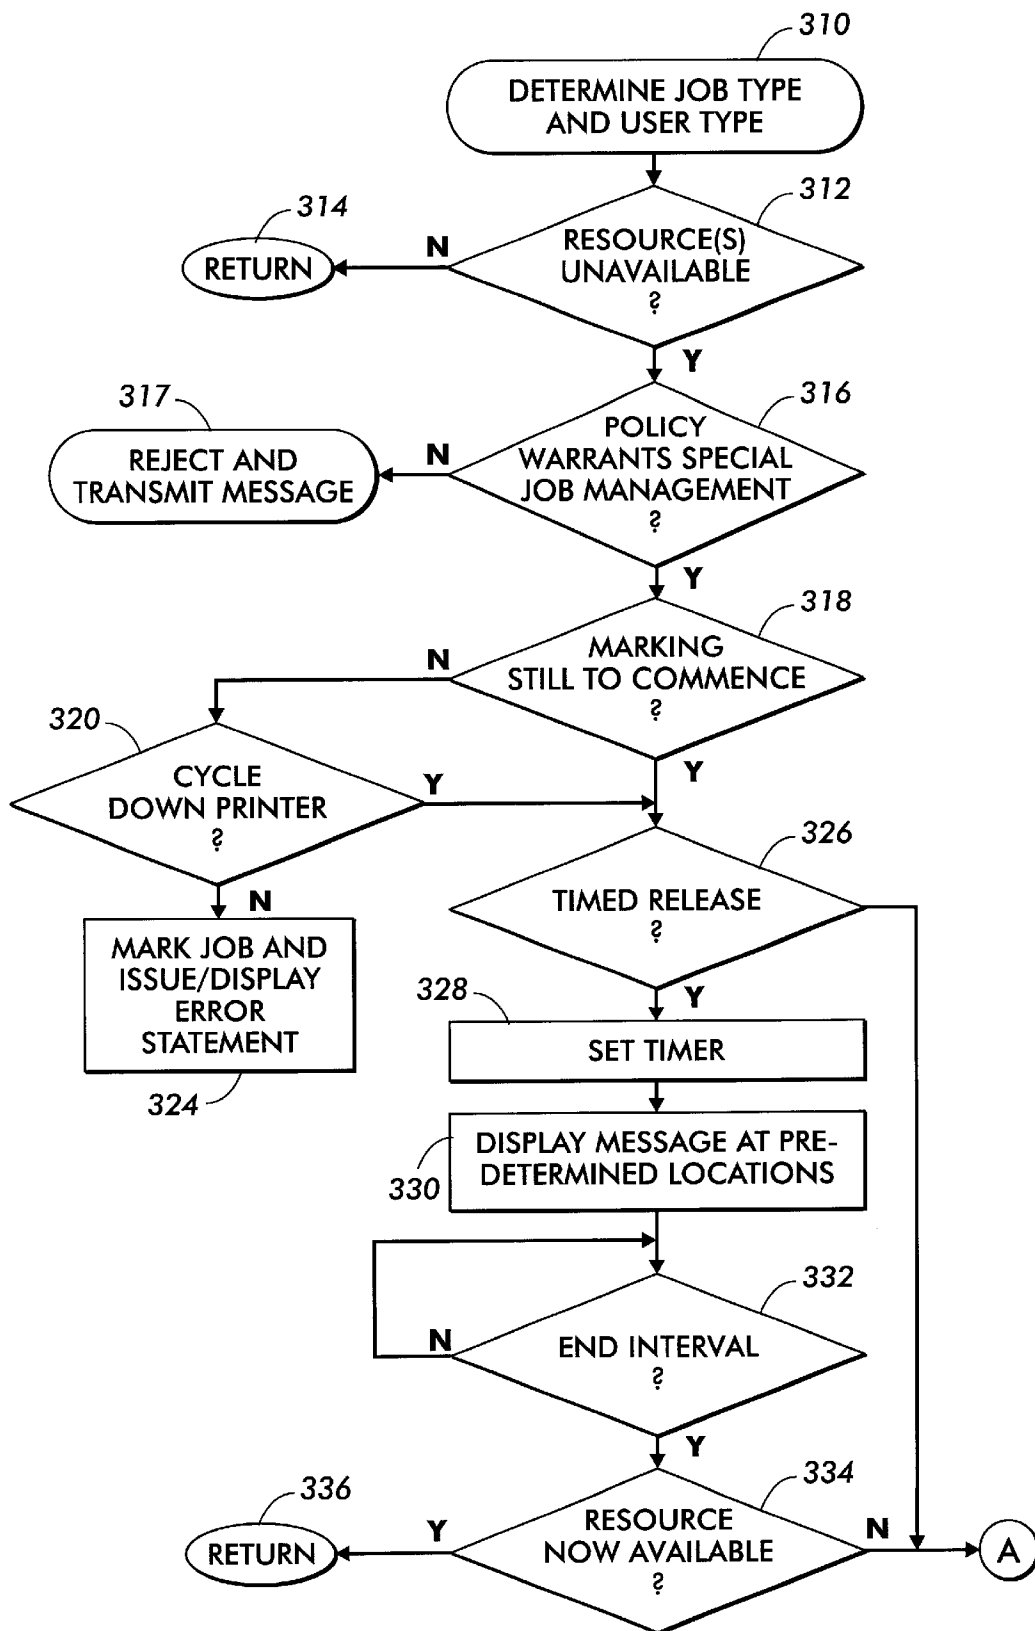 310
DETERMINE JOB TYPE
AND USER TYPE
312
314
RESOURCE(S)
UNAVAILABLE
?
N
RETURN
Y
316
317
POLICY
WARRANTS SPECIAL
JOB MANAGEMENT
?
N
REJECT AND
TRANSMIT MESSAGE
Y
318
MARKING
STILL TO COMMENCE
?
N
320
Y
CYCLE
DOWN PRINTER
?
Y
326
N
TIMED RELEASE
?
MARK JOB AND
ISSUE/DISPLAY
ERROR
STATEMENT
324
Y
328
SET TIMER
DISPLAY MESSAGE AT PRE-
DETERMINED LOCATIONS
330
332
END INTERVAL
?
N
Y
334
336
RESOURCE
NOW AVAILABLE
?
Y
RETURN
N
A